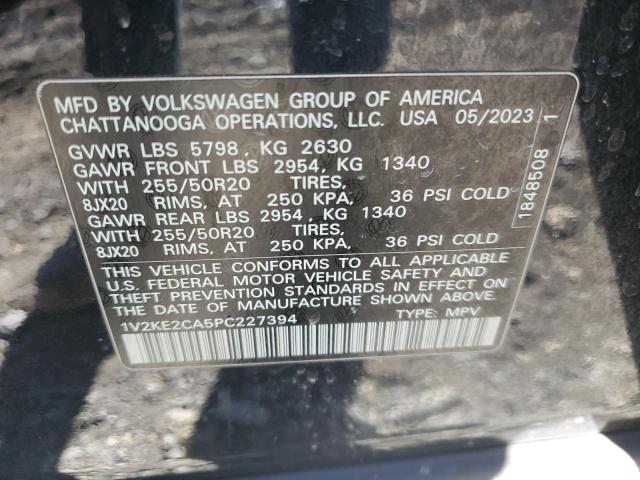 MFD BY VOLKSWAGEN GROUP OF AMERICA
CHATTANOOGA OPERATIONS, LLC. USA 05/2023
GVWR LBS 5798, KG 2630
GAWR FRONT LBS 2954, KG 1340
WITH 255/50R20 TIRES,
8JX20 RIMS, AT 250 KPA, 36 PSI COLD
GAWR REAR LBS 2954, KG 1340
WITH 255/50R20 TIRES,
8JX20 RIMS, AT 250 KPA, 36 PSI COLD
THIS VEHICLE CONFORMS TO ALL APPLICABLE
U.S. FEDERAL MOTOR VEHICLE SAFETY AND
THEFT PREVENTION STANDARDS IN EFFECT ON
THE DATE OF MANUFACTURE SHOWN ABOVE.
1V2KE2CA5PC227394 TYPE: MPV
1848508 1